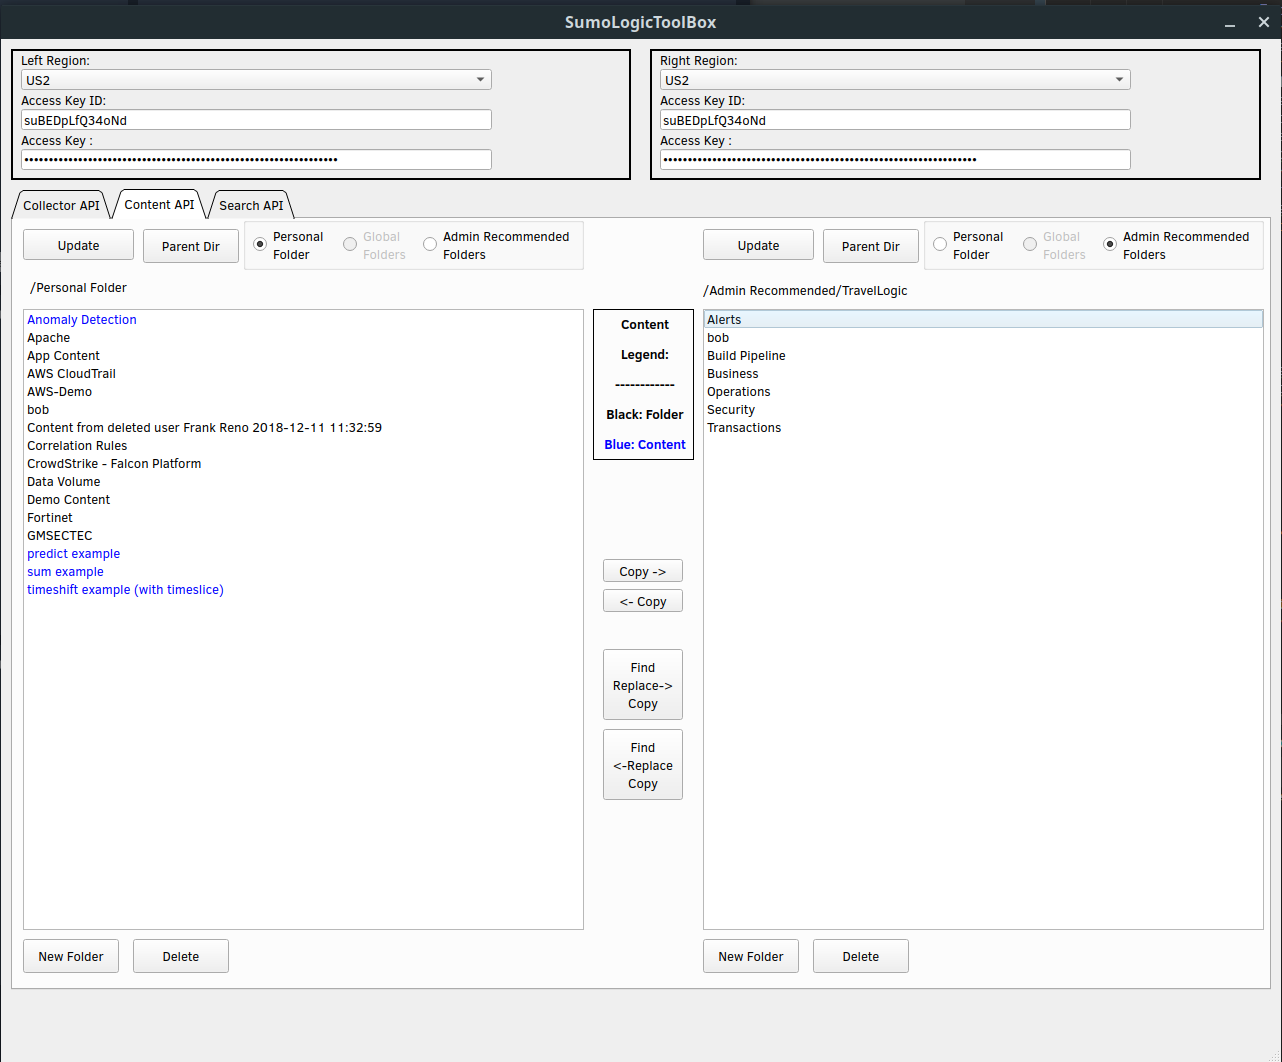 SumoLogicToolBox
Left Region:
US2
Access Key ID:
suBEDpLfQ34oNd
Access Key :
Right Region:
US2
Access Key ID:
suBEDpLfQ34oNd
Access Key :
Collector API
Content API
Search API
Update
Parent Dir
Personal
Folder
Global
Folders
Admin Recommended
Folders
/Personal Folder
Anomaly Detection
Apache
App Content
AWS CloudTrail
AWS-Demo
bob
Content from deleted user Frank Reno 2018-12-11 11:32:59
Correlation Rules
CrowdStrike - Falcon Platform
Data Volume
Demo Content
Fortinet
GMSECTEC
predict example
sum example
timeshift example (with timeslice)
New Folder
Delete
Content
Legend:
------------
Black: Folder
Blue: Content
Copy ->
<- Copy
Find
Replace->
Copy
Find
<-Replace
Copy
Update
Parent Dir
Personal
Folder
Global
Folders
Admin Recommended
Folders
/Admin Recommended/TravelLogic
Alerts
bob
Build Pipeline
Business
Operations
Security
Transactions
New Folder
Delete